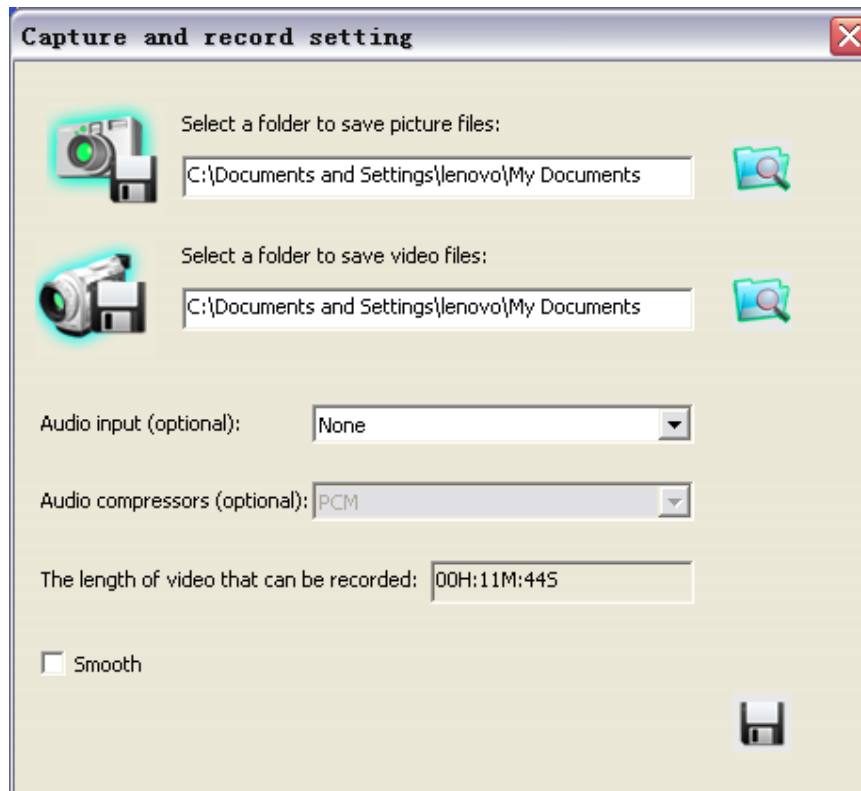 Capture and record setting
Select a folder to save picture files:
C:\Documents and Settings\lenovo\My Documents
Select a folder to save video files:
C:\Documents and Settings\lenovo\My Documents
Audio input (optional): None
Audio compressors (optional): PCM
The length of video that can be recorded: 00H:11M:44S
Smooth